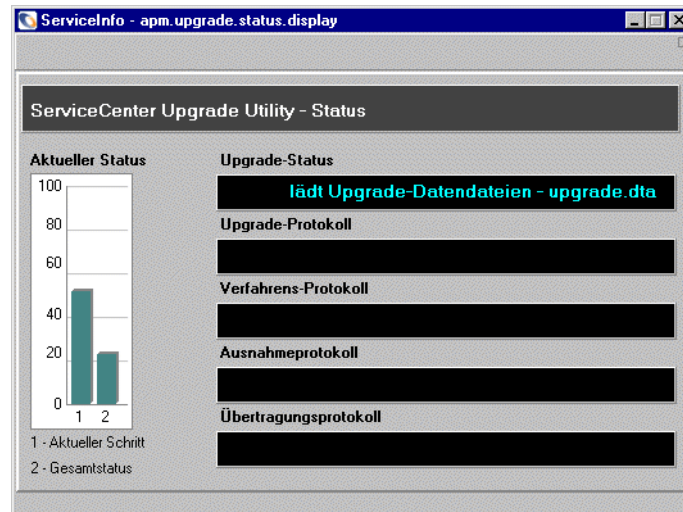 ServiceInfo - apm.upgrade.status.display
ServiceCenter Upgrade Utility - Status
Aktueller Status
100
80
60
40
20
0
1 2
1 - Aktueller Schritt
2 - Gesamtstatus
Upgrade-Status
lädt Upgrade-Datendateien - upgrade.dta
Upgrade-Protokoll
Verfahrens-Protokoll
Ausnahmeprotokoll
Übertragungsprotokoll